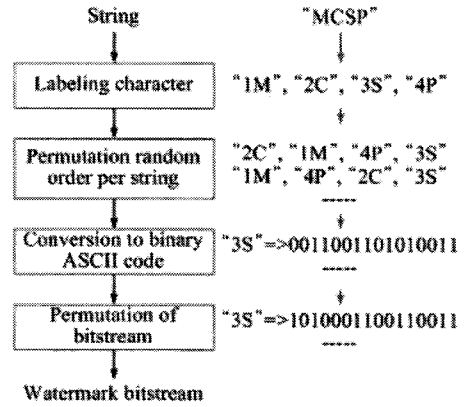 String "MCSP"
Labeling character "1M", "2C", "3S", "4P"
Permutation random order per string "2C", "1M", "4P", "3S"
"1M", "4P", "2C", "3S"
-----
Conversion to binary ASCII code "3S"=>0011001101010011
-----
Permutation of bitstream "3S"=>1010001100110011
-----
Watermark bitstream